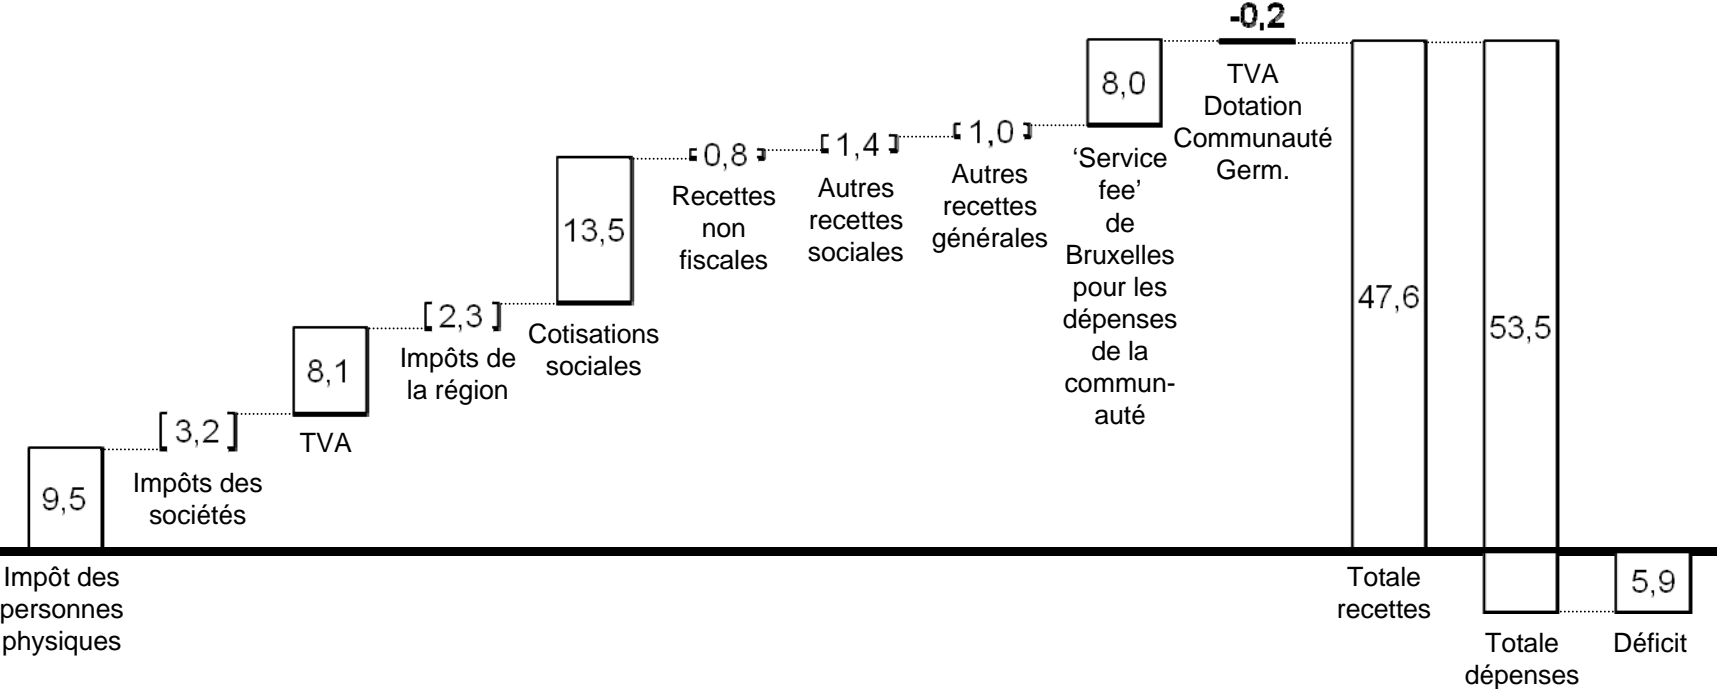 9,5
Impôt des
personnes
physiques
[3,2]
Impôts des
sociétés
8,1
TVA
[2,3]
Impôts de
la région
13,5
Cotisations
sociales
[0,8]
Recettes
non
fiscales
[1,4]
Autres
recettes
sociales
[1,0]
Autres
recettes
générales
8,0
‘Service
fee’
de
Bruxelles
pour les
dépenses
de la
commun-
auté
-0,2
TVA
Dotation
Communauté
Germ.
47,6
Totale
recettes
53,5
Totale
dépenses
5,9
Déficit